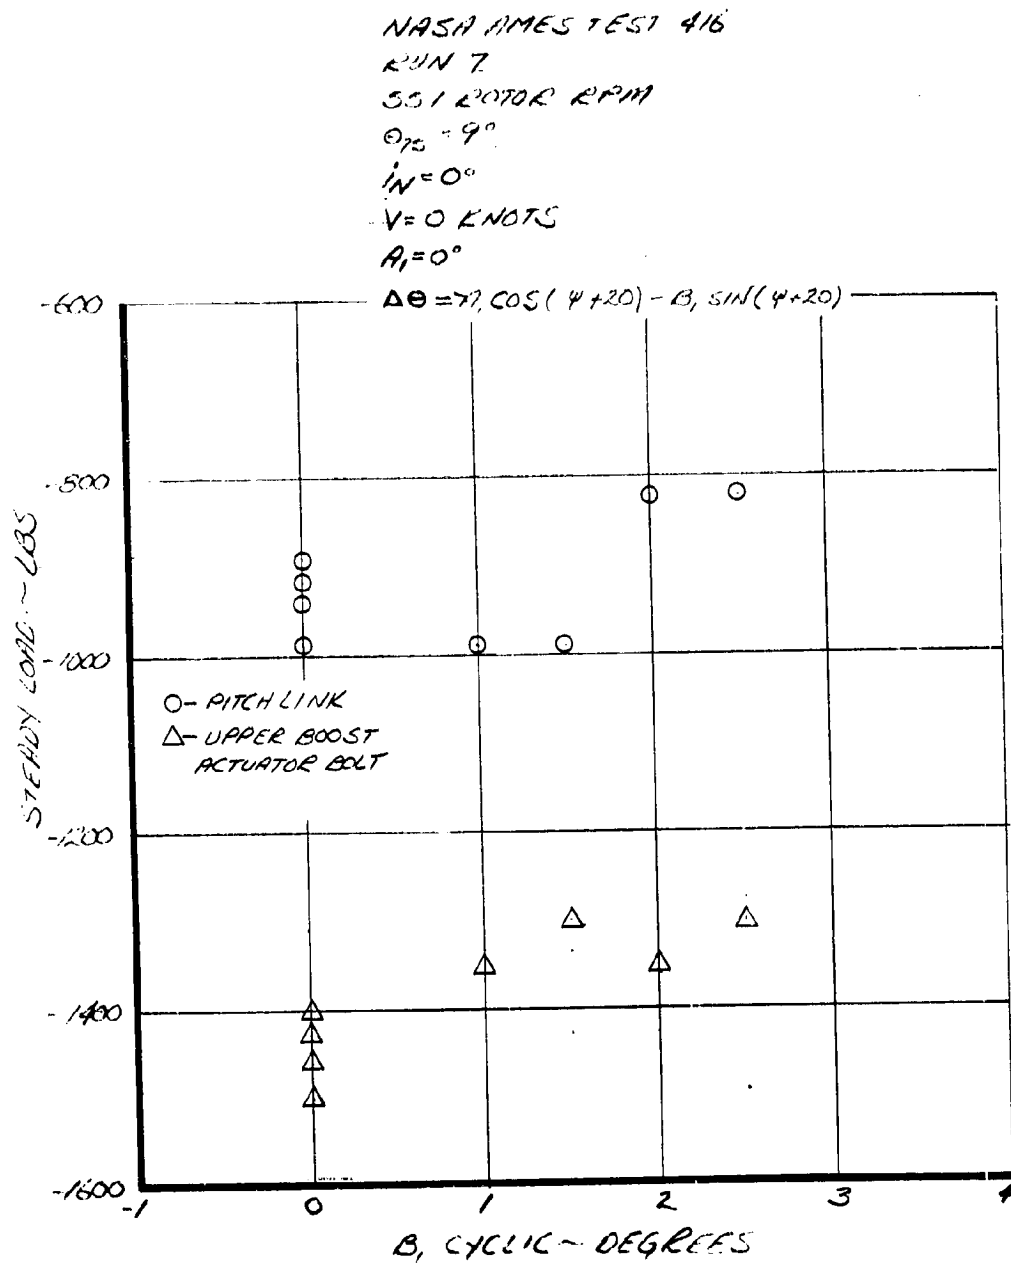 NASA AMES TEST 416
RUN 7
551 ROTOR RPM
Θ75 = 9°
iN = 0°
V = 0 KNOTS
A1 = 0°
ΔΘ = A1 COS (Ψ+20) - B1 SIN (Ψ+20)
-600
-800
-1000
-1200
-1400
-1600
STEADY LOAD ~ LBS
○- PITCH LINK
△- UPPER BOOST
ACTUATOR BOLT
-1 0 1 2 3 4
B1 CYCLIC ~ DEGREES